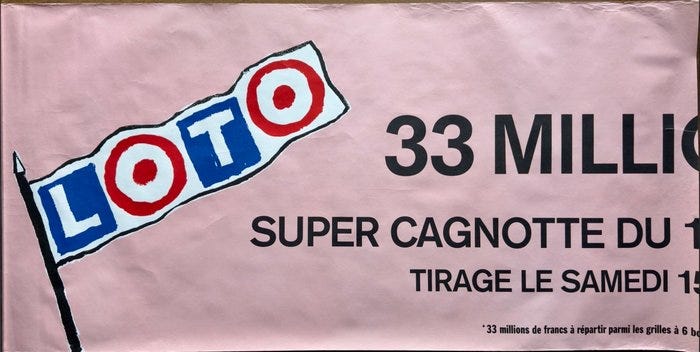 LOTO
33 MILLI
SUPER CAGNOTTE DU 1
TIRAGE LE SAMEDI 15
*33 millions de francs à répartir parmi les grilles à 6